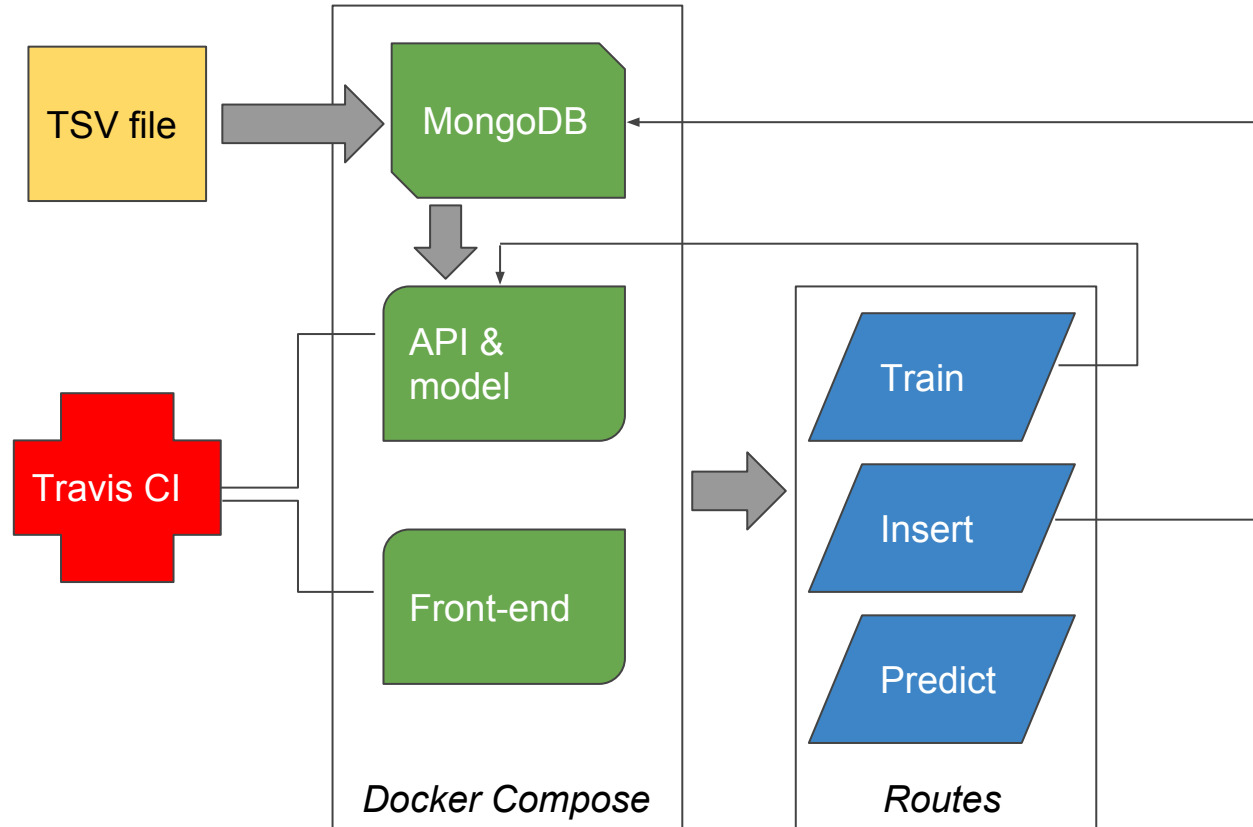 TSV file
MongoDB
API &
model
Train
Travis CI
Insert
Front-end
Predict
Docker Compose
Routes